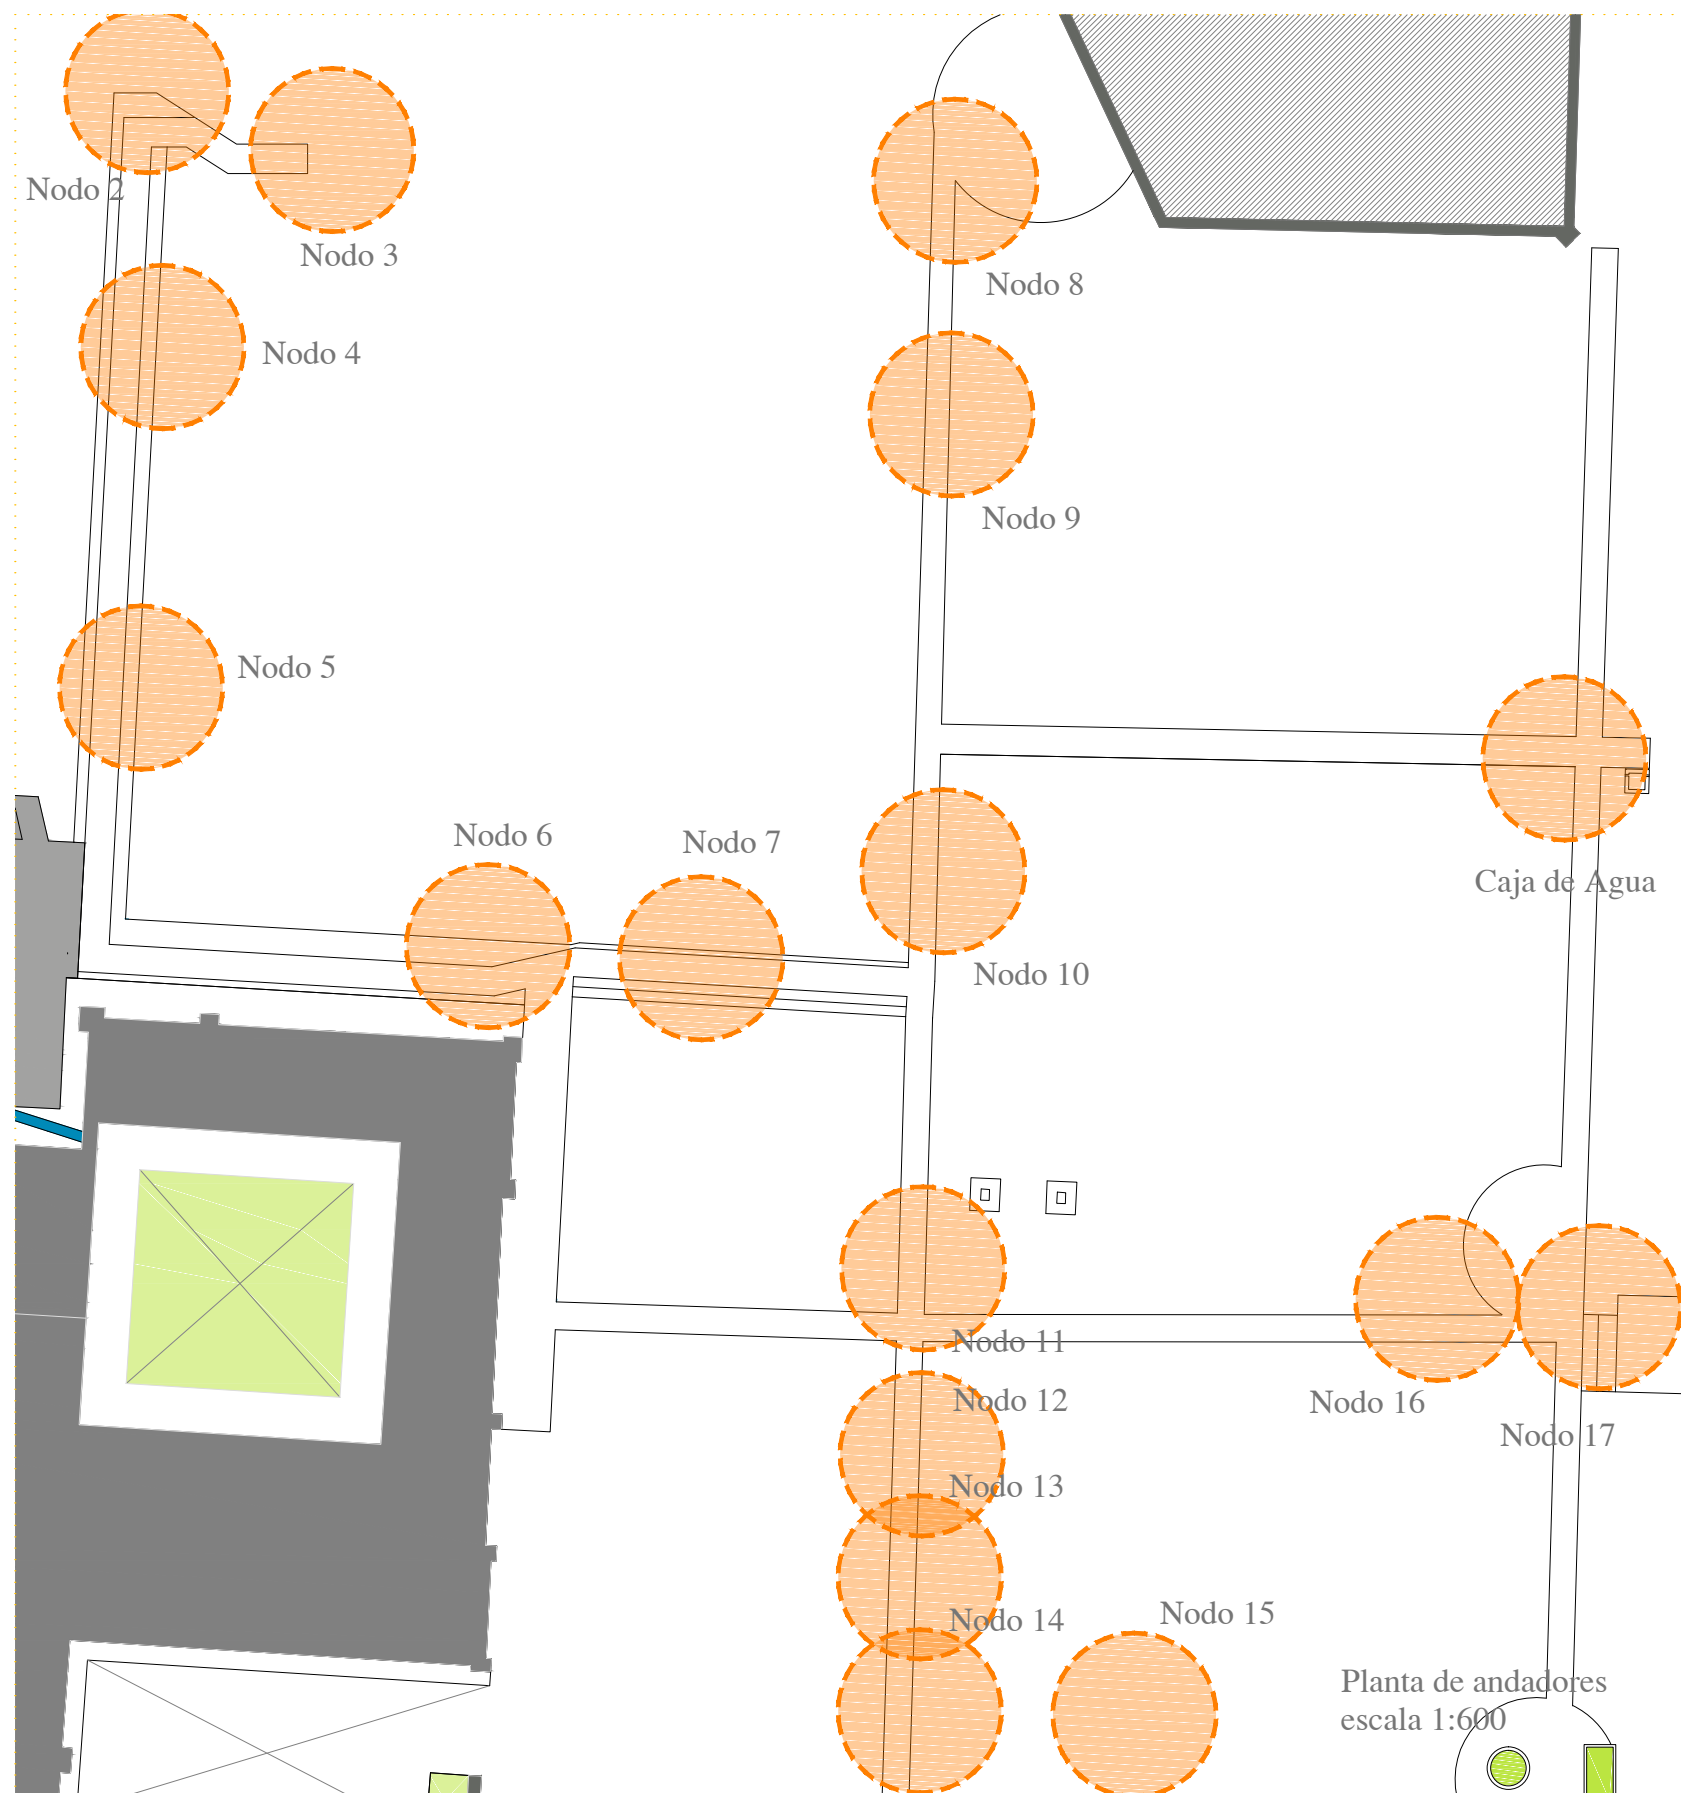 Nodo 2
Nodo 3
Nodo 8
Nodo 4
Nodo 9
Nodo 5
Nodo 6
Nodo 7
Caja de Agua
Nodo 10
Nodo 11
Nodo 12
Nodo 16
Nodo 17
Nodo 13
Nodo 14
Nodo 15
Planta de andadores
escala 1:600